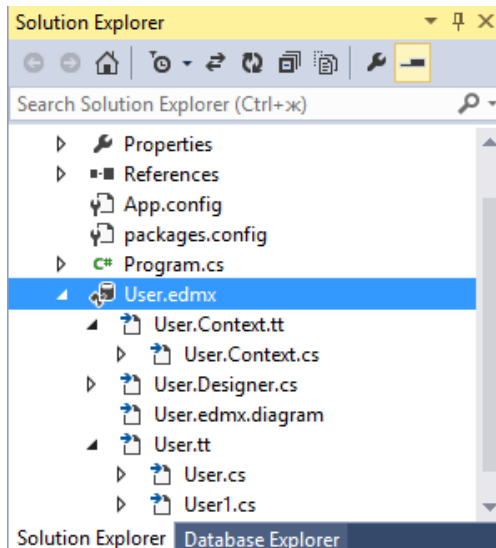 Solution Explorer
Search Solution Explorer (Ctrl+ж)
Properties
References
App.config
packages.config
C# Program.cs
User.edmx
User.Context.tt
User.Context.cs
User.Designer.cs
User.edmx.diagram
User.tt
User.cs
User1.cs
Solution Explorer Database Explorer